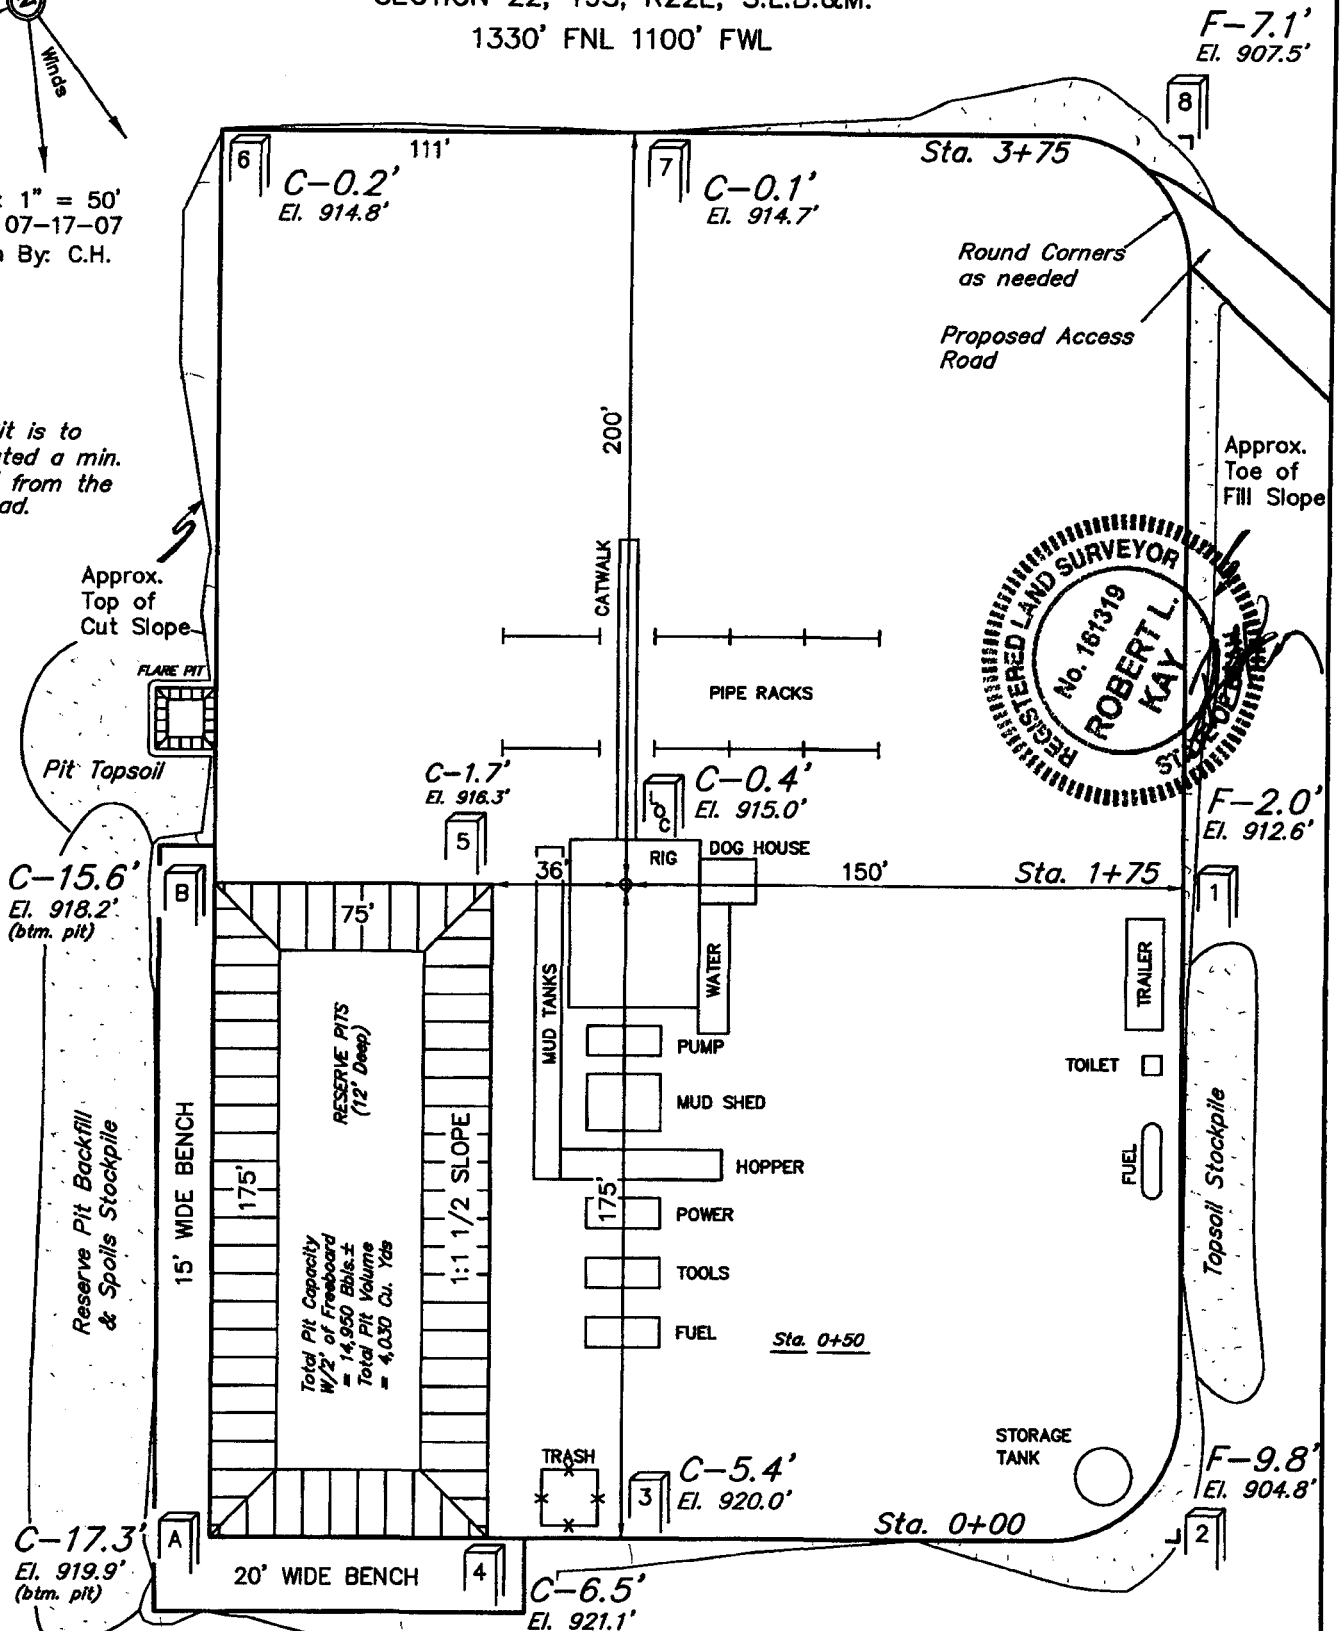 1330' FNL 1100' FWL
F-7.1'
El. 907.5'
Winds
1" = 50'
07-17-07
By: C.H.
8
6
C-0.2'
El. 914.8'
111'
7
C-0.1'
El. 914.7'
Sta. 3+75
Round Corners
as needed
Proposed Access
Road
200'
it is to
a min.
from the
Approx.
Top of
Cut Slope
Approx.
Toe of
Fill Slope
CATWALK
REGISTERED LAND SURVEYOR
No. 161319
ROBERT L.
KAY
FLARE PIT
PIPE RACKS
Pit Topsoil
C-1.7'
El. 916.3'
5
LOC
C-0.4'
El. 915.0'
F-2.0'
El. 912.6'
C-15.6'
El. 918.2'
(btm. pit)
B
75'
36'
RIG
DOG HOUSE
150'
Sta. 1+75
1
MUD TANKS
WATER
TRAILER
RESERVE PITS
(12' Deep)
PUMP
TOILET
MUD SHED
Reserve Pit Backfill
& Spoils Stockpile
15' WIDE BENCH
175'
1:1 1/2 SLOPE
HOPPER
175'
FUEL
Topsoil Stockpile
POWER
TOOLS
FUEL
Sta. 0+50
Total Pit Capacity
W/2' of Freeboard
= 14,950 Bbls.±
Total Pit Volume
= 4,030 Cu. Yds
TRASH
3
C-5.4'
El. 920.0'
STORAGE
TANK
F-9.8'
El. 904.8'
Sta. 0+00
2
C-17.3'
El. 919.9'
(btm. pit)
A
20' WIDE BENCH
4
C-6.5'
El. 921.1'